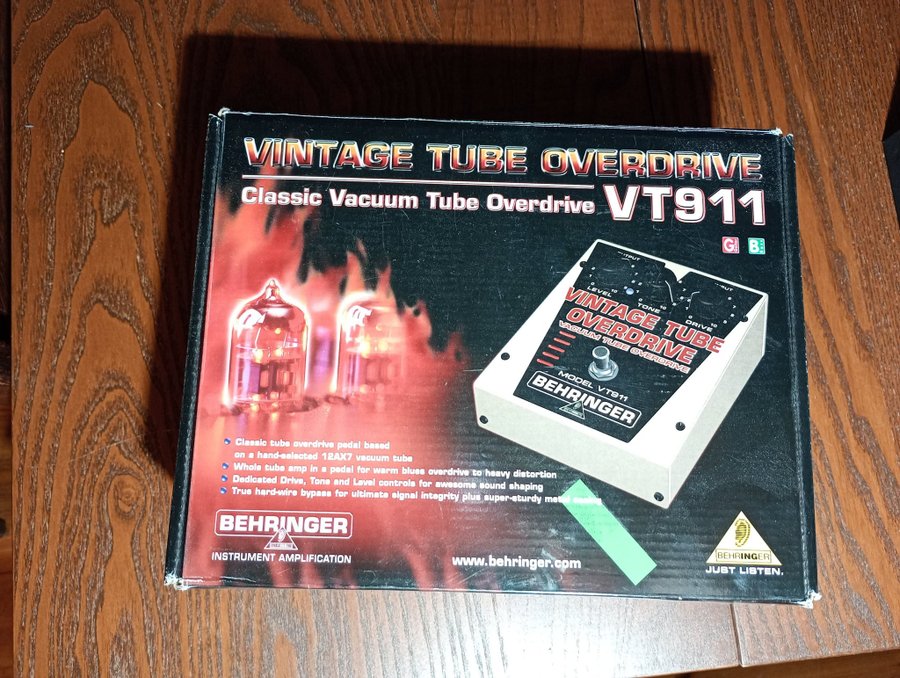 VINTAGE TUBE OVERDRIVE
Classic Vacuum Tube Overdrive VT911
G B
OUTPUT INPUT
LEVEL TONE DRIVE
VINTAGE TUBE
OVERDRIVE
VACUUM TUBE OVERDRIVE
MODEL VT911
BEHRINGER
Classic tube overdrive pedal based
on a hand-selected 12AX7 vacuum tube
Whole tube amp in a pedal for warm blues overdrive to heavy distortion
Dedicated Drive, Tone and Level controls for awesome sound shaping
True hard-wire bypass for ultimate signal integrity plus super-sturdy metal
BEHRINGER
INSTRUMENT AMPLIFICATION
www.behringer.com
BEHRINGER
JUST LISTEN.